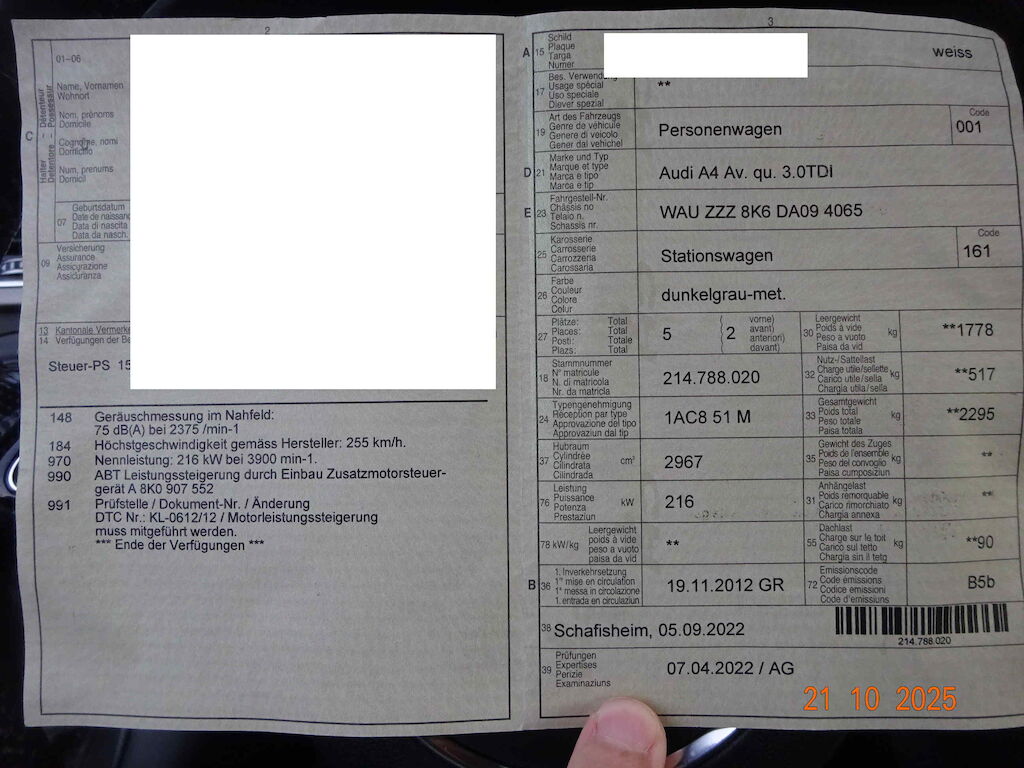 2
01-06
Halter – Détenteur
Detentore – Possessur
C
Name, Vornamen
Wohnort
Nom, prénoms
Domicile
Cognome, nomi
Domicilio
Num, prenums
Domicil
07
Geburtsdatum
Date de naissanc
Data di nascita
Data da nasch.
09
Versicherung
Assurance
Assicurazione
Assicuranza
13 Kantonale Vermerke
14 Verfügungen der Be
Steuer-PS 15
148 Geräuschmessung im Nahfeld:
75 dB(A) bei 2375 /min-1
184 Höchstgeschwindigkeit gemäss Hersteller: 255 km/h.
970 Nennleistung: 216 kW bei 3900 min-1.
990 ABT Leistungssteigerung durch Einbau Zusatzmotorsteuer-
gerät A 8K0 907 552
991 Prüfstelle / Dokument-Nr. / Änderung
DTC Nr.: KL-0612/12 / Motorleistungssteigerung
muss mitgeführt werden.
*** Ende der Verfügungen ***
3
A 15
Schild
Plaque
Targa
Numer
weiss
17
Bes. Verwendu
Usage spécial
Uso speciale
Diever spezial
**
19
Art des Fahrzeugs
Genre de véhicule
Genere di veicolo
Gener dal vehichel
Personenwagen
Code
001
D 21
Marke und Typ
Marque et type
Marca e tipo
Marca e tip
Audi A4 Av. qu. 3.0TDI
E 23
Fahrgestell-Nr.
Châssis no
Telaio n.
Schassis nr.
WAU ZZZ 8K6 DA09 4065
25
Karosserie
Carrosserie
Carrozzeria
Carossaria
Stationswagen
Code
161
26
Farbe
Couleur
Colore
Colur
dunkelgrau-met.
27
Plätze: Total
Places: Total
Posti: Totale
Plazs: Total
5
2
vorne)
avant)
anteriori)
davant)
30
Leergewicht
Poids à vide
Peso a vuoto
Paisa da vid
kg
**1778
18
Stammnummer
N° matricule
N. di matricola
Nr. da matricla
214.788.020
32
Nutz-/Sattellast
Charge utile/sellette
Carico utile/sella
Chargia utila/sella
kg
**517
24
Typengenehmigung
Réception par type
Approvazione del tipo
Approvaziun dal tip
1AC8 51 M
33
Gesamtgewicht
Poids total
Peso totale
Paisa totala
kg
**2295
37
Hubraum
Cylindrée
Cilindrata
Cilindrada
cm³
2967
35
Gewicht des Zuges
Poids de l'ensemble
Peso del convoglio
Paisa cumposiziun
kg
**
76
Leistung
Puissance
Potenza
Prestaziun
kW
216
31
Anhängelast
Poids remorquable
Carico rimorchiato
Chargia annexa
kg
**
78 kW/kg
Leergewicht
poids à vide
peso a vuoto
paisa da vid
**
55
Dachlast
Charge sur le toit
Carico sul tetto
Chargia sin il tetg
kg
**90
B 36
1. Inverkehrsetzung
1re mise en circulation
1a messa in circolazione
1. entrada en circulaziun
19.11.2012 GR
72
Emissionscode
Code émissions
Codice emissioni
Code d'emissiuns
B5b
38 Schafisheim, 05.09.2022
214.788.020
39
Prüfungen
Expertises
Perizie
Examinaziuns
07.04.2022 / AG
21 10 2025